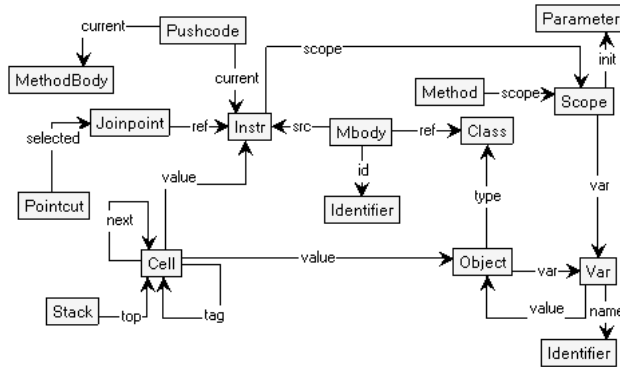 Parameter
current
Pushcode
scope
init
MethodBody
current
Method
scope
Scope
Joinpoint
ref
Instr
src
Mbody
ref
Class
selected
value
id
var
Pointcut
Identifier
type
next
Cell
value
Object
var
Var
Stack
top
tag
value
name
Identifier